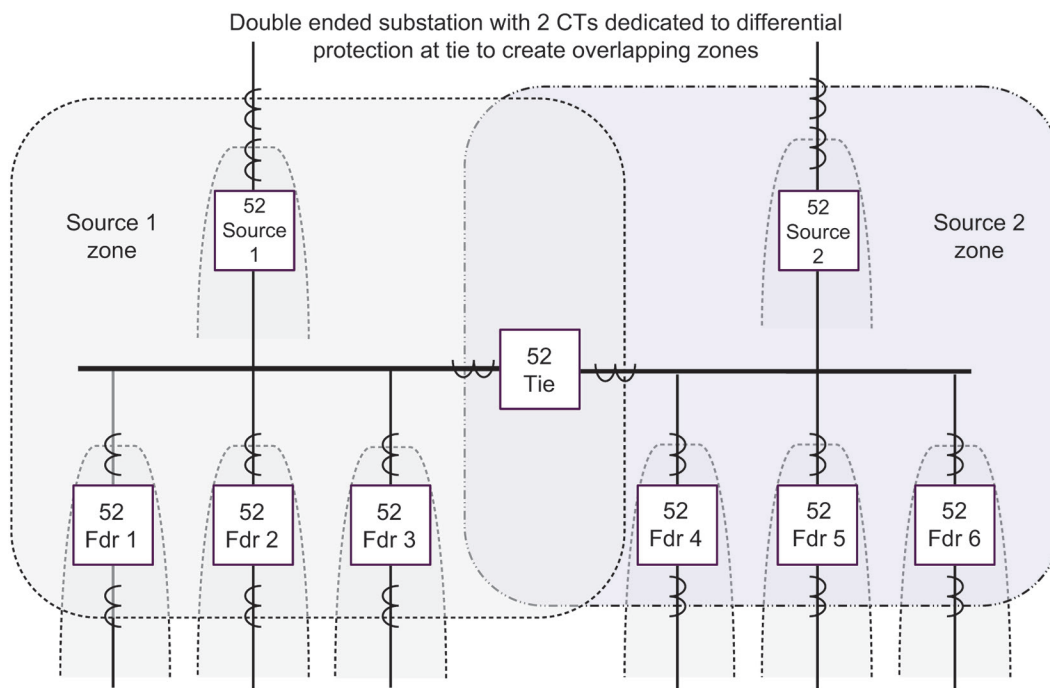 Double ended substation with 2 CTs dedicated to differential
protection at tie to create overlapping zones
Source 1
zone
52
Source
1
52
Source
2
Source 2
zone
52
Tie
52
Fdr 1
52
Fdr 2
52
Fdr 3
52
Fdr 4
52
Fdr 5
52
Fdr 6